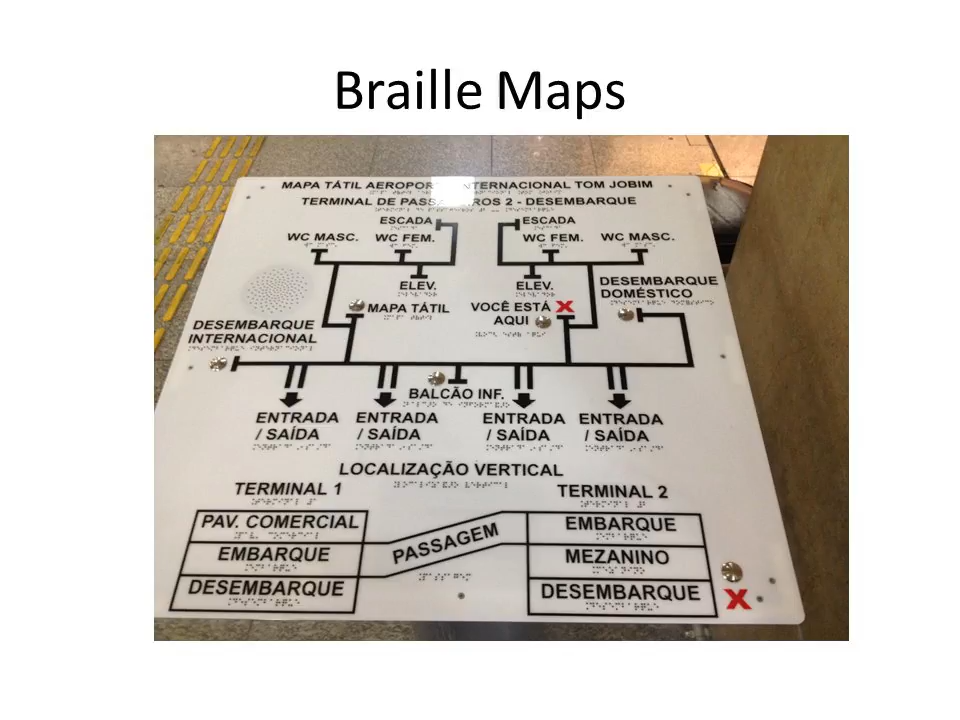 Braille Maps
MAPA TÁTIL AEROPORTO INTERNACIONAL TOM JOBIM
TERMINAL DE PASSAGEIROS 2 - DESEMBARQUE
ESCADA
ESCADA
WC MASC.
WC FEM.
WC FEM.
WC MASC.
ELEV.
ELEV.
DESEMBARQUE
DOMÉSTICO
MAPA TÁTIL
VOCÊ ESTÁ X
AQUI
DESEMBARQUE
INTERNACIONAL
BALCÃO INF.
ENTRADA
/ SAÍDA
ENTRADA
/ SAÍDA
ENTRADA
/ SAÍDA
ENTRADA
/ SAÍDA
LOCALIZAÇÃO VERTICAL
TERMINAL 1
TERMINAL 2
PAV. COMERCIAL
EMBARQUE
DESEMBARQUE
PASSAGEM
EMBARQUE
MEZANINO
DESEMBARQUE X